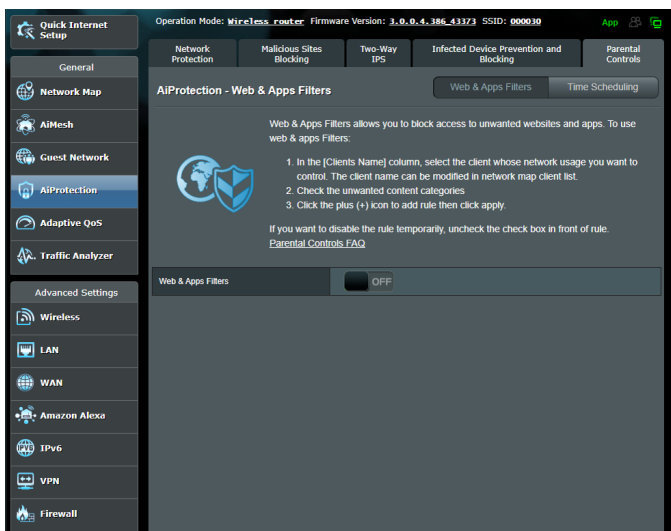 Quick Internet
Setup
Operation Mode: Wireless router Firmware Version: 3.0.0.4.386_43373 SSID: 000030
App
General
Network Map
AiMesh
Guest Network
AiProtection
Adaptive QoS
Traffic Analyzer
Advanced Settings
Wireless
LAN
WAN
Amazon Alexa
IPv6
VPN
Firewall
Network
Protection
Malicious Sites
Blocking
Two-Way
IPS
Infected Device Prevention and
Blocking
Parental
Controls
AiProtection - Web & Apps Filters
Web & Apps Filters
Time Scheduling
Web & Apps Filters allows you to block access to unwanted websites and apps. To use
web & apps Filters:
1. In the [Clients Name] column, select the client whose network usage you want to
control. The client name can be modified in network map client list.
2. Check the unwanted content categories
3. Click the plus (+) icon to add rule then click apply.
If you want to disable the rule temporarily, uncheck the check box in front of rule.
Parental Controls FAQ
Web & Apps Filters
OFF